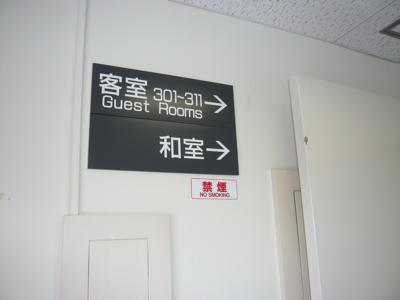 客室 301~311 →
Guest Rooms
和室 →
禁煙
NO SMOKING